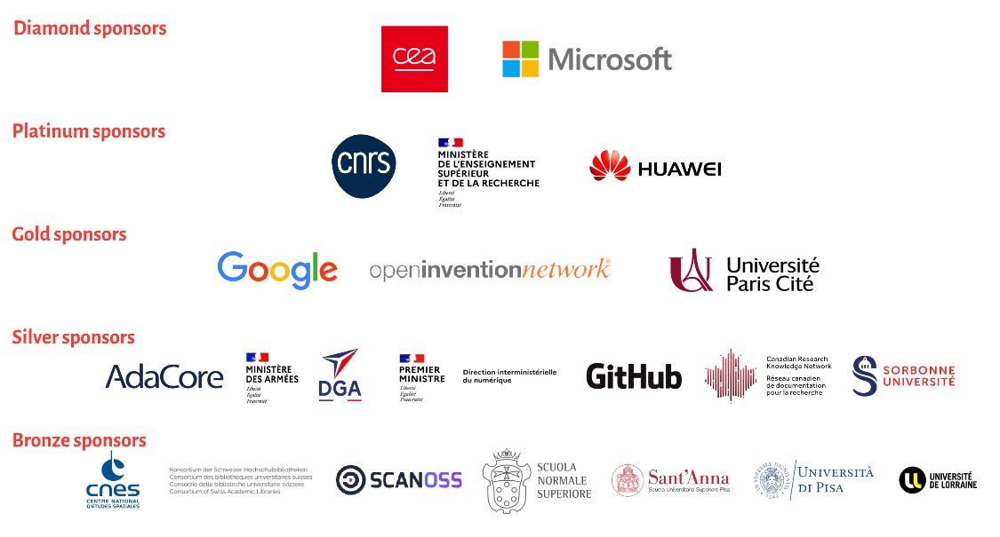 Diamond sponsors
cea
Microsoft
Platinum sponsors
cnrs
MINISTÈRE
DE L'ENSEIGNEMENT
SUPÉRIEUR
ET DE LA RECHERCHE
Liberté
Égalité
Fraternité
HUAWEI
Gold sponsors
Google
openinventionnetwork®
Université
Paris Cité
Silver sponsors
AdaCore
MINISTÈRE
DES ARMÉES
Liberté
Égalité
Fraternité
DGA
PREMIER
MINISTRE
Liberté
Égalité
Fraternité
Direction interministérielle
du numérique
GitHub
Canadian Research
Knowledge Network
Réseau canadien
de documentation
pour la recherche
SORBONNE
UNIVERSITÉ
Bronze sponsors
cnes
CENTRE NATIONAL
D'ÉTUDES SPATIALES
Konsortium der Schweizer Hochschulbibliotheken
Consortium des bibliothèques universitaires suisses
Consorzio delle biblioteche universitarie svizzere
Consortium of Swiss Academic Libraries
SCANOSS
SCUOLA
NORMALE
SUPERIORE
Sant'Anna
Scuola Universitaria Superiore Pisa
IN SUPREMÆ DIGNITATIS
1343
UNIVERSITÀ
DI PISA
UNIVERSITÉ
DE LORRAINE